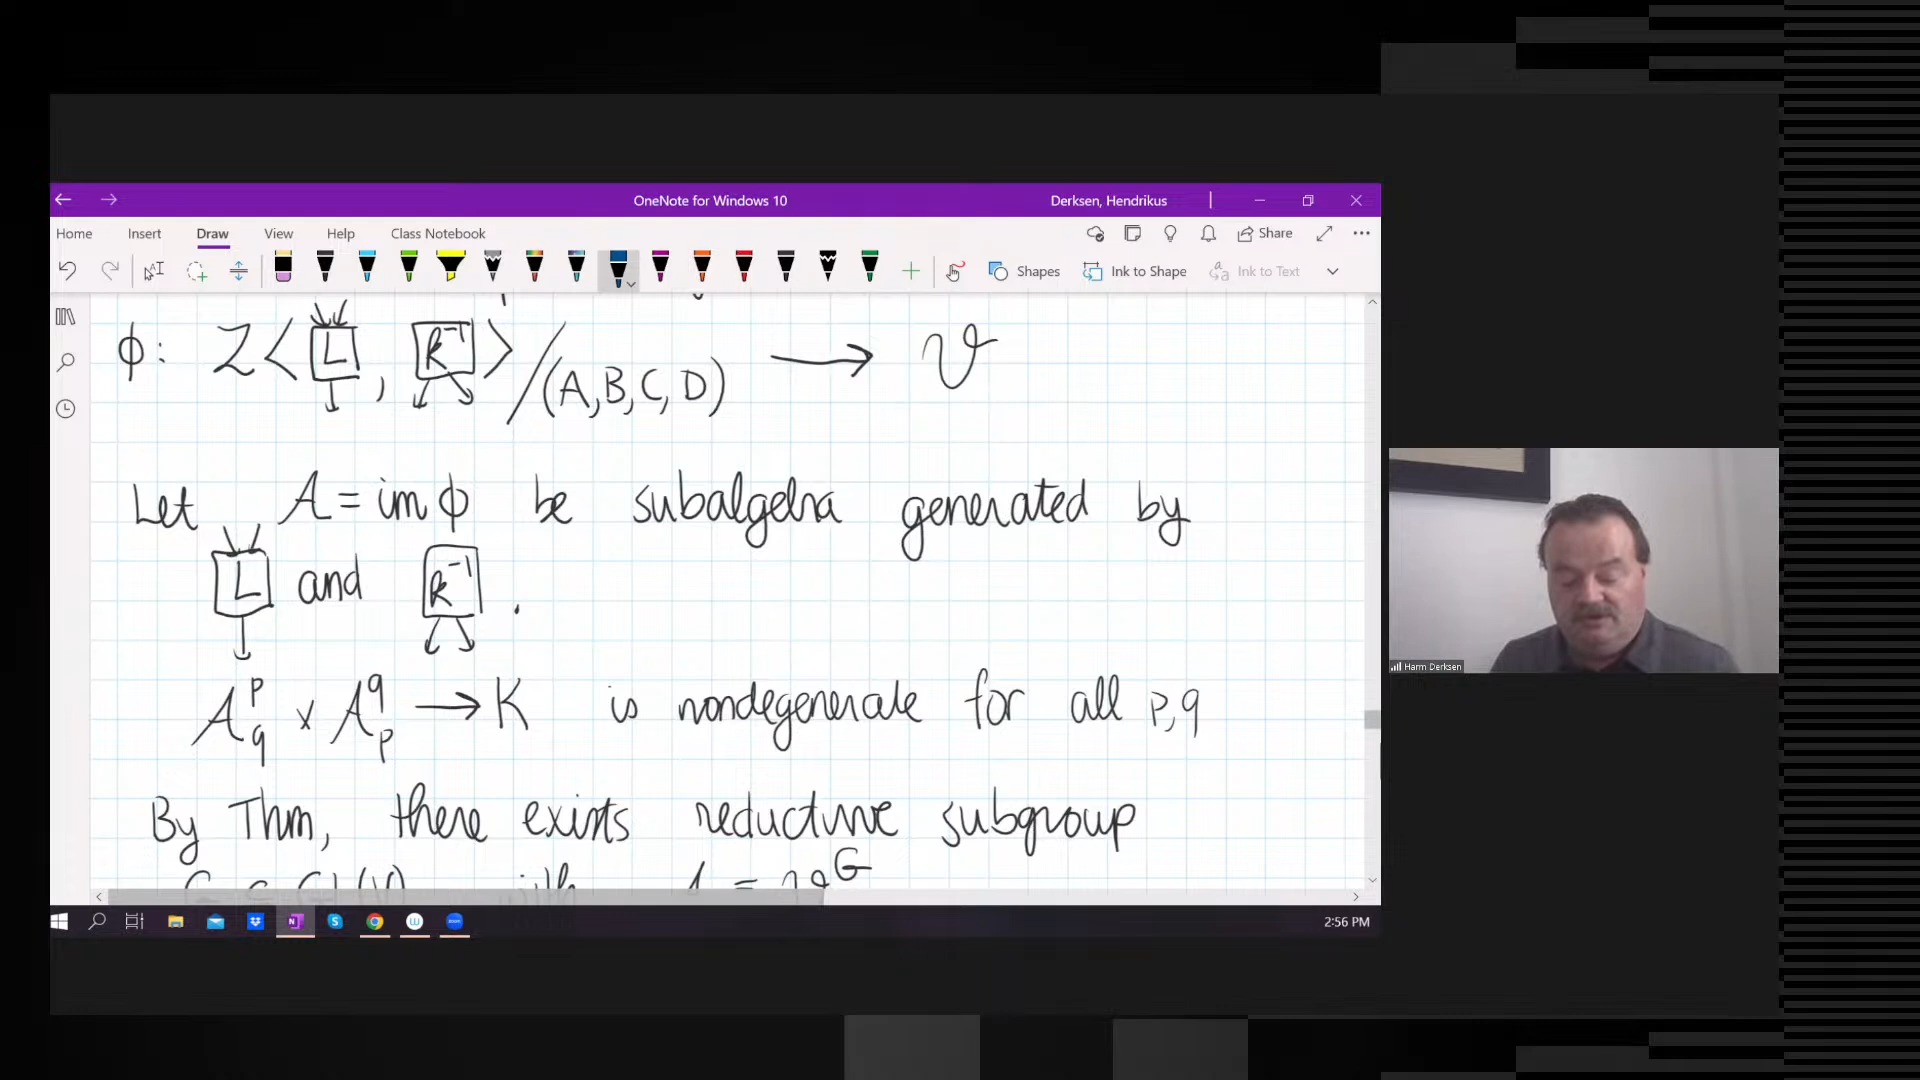 OneNote for Windows 10
Derksen, Hendrikus
Home Insert Draw View Help Class Notebook
Share
Shapes Ink to Shape Ink to Text
ϕ: Z⟨ L , R⁻¹ ⟩/(A,B,C,D) → 𝒱
Let A = im ϕ be subalgebra generated by
L and R⁻¹ .
A^p_q × A^q_p → K is nondegenerate for all p,q
By Thm, there exists reductive subgroup
Harm Derksen
2:56 PM